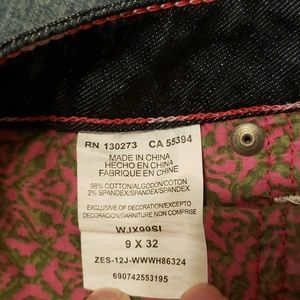 RN 130273 CA 55394
MADE IN CHINA
HECHO EN CHINA
FABRIQUE EN CHINE
98% COTTON/ALGODON/COTON
2% SPANDEX/SPANDEX/SPANDEX
EXCLUSIVE OF DECORATION/EXCEPTO
DECORACION/GARNITURE NON COMPRISE
WJX99SI
9 X 32
ZES-12J-WWWH86324
690742553195